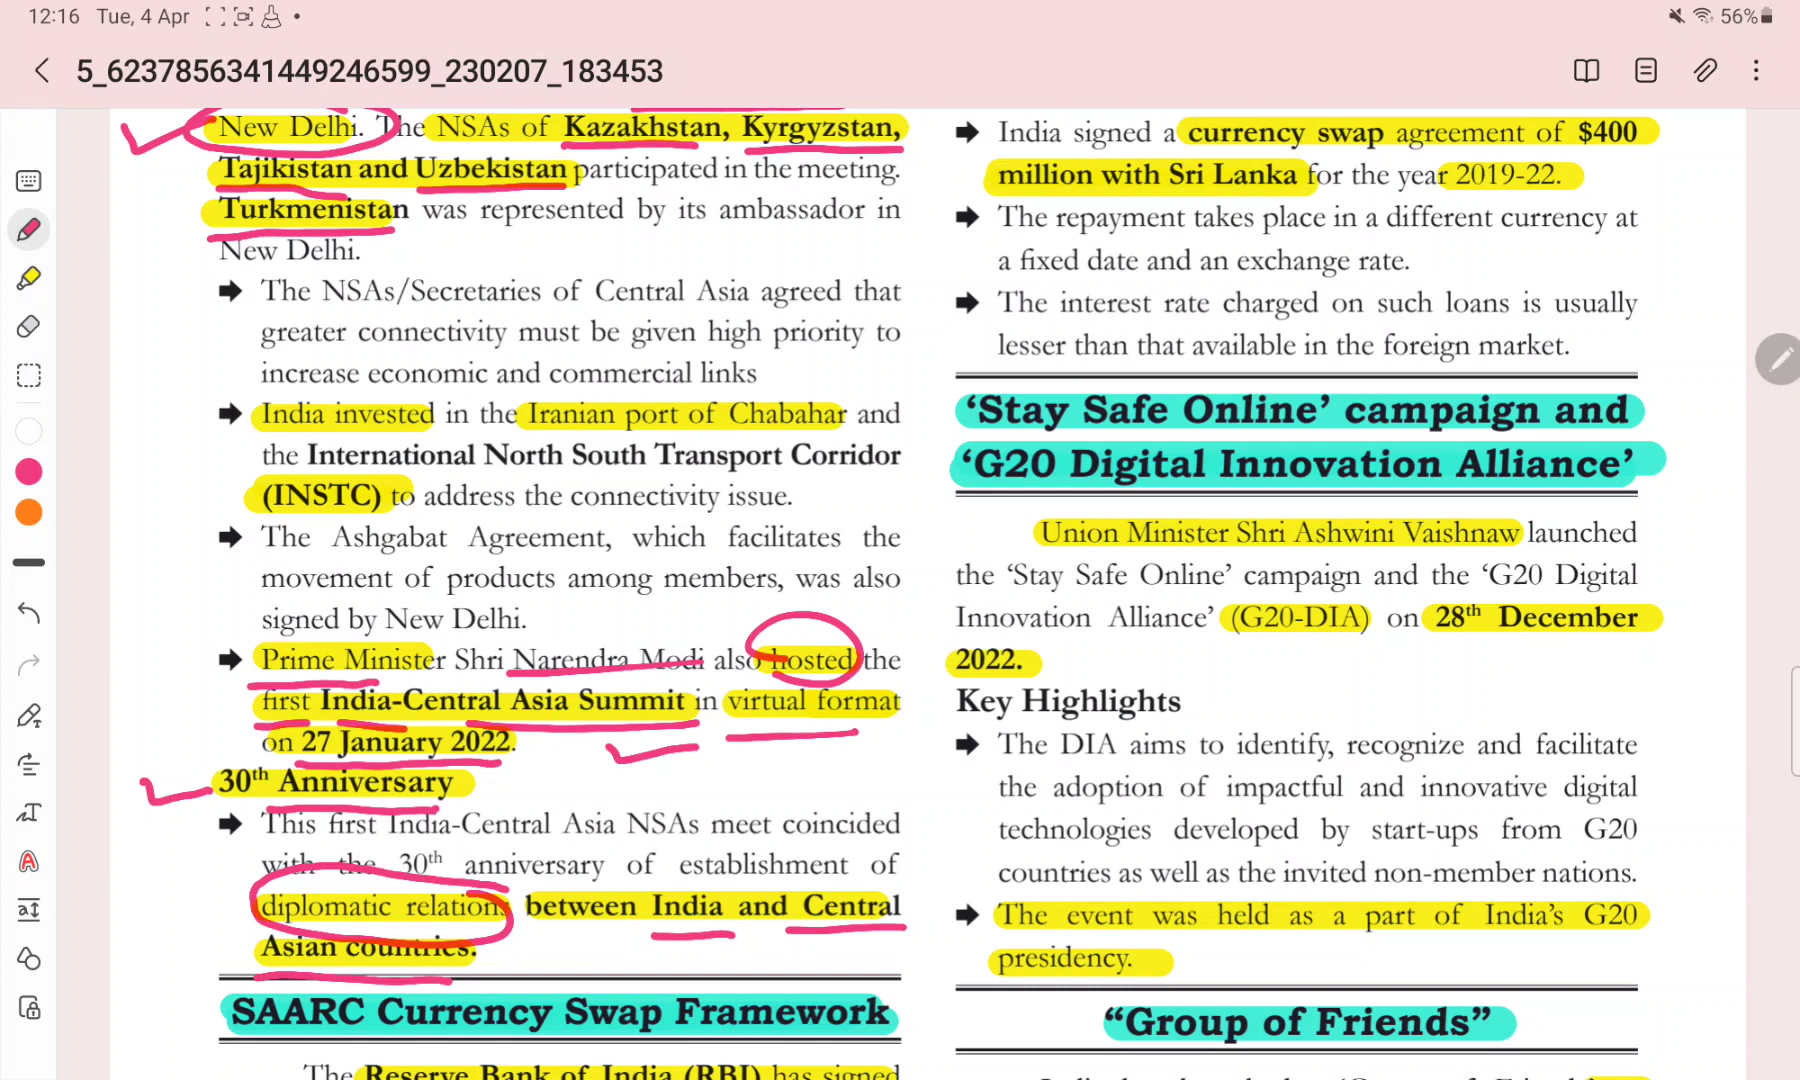 12:16 Tue, 4 Apr
56%
5_6237856341449246599_230207_183453
New Delhi. The NSAs of Kazakhstan, Kyrgyzstan,
Tajikistan and Uzbekistan participated in the meeting.
Turkmenistan was represented by its ambassador in
New Delhi.
The NSAs/Secretaries of Central Asia agreed that
greater connectivity must be given high priority to
increase economic and commercial links
India invested in the Iranian port of Chabahar and
the International North South Transport Corridor
(INSTC) to address the connectivity issue.
The Ashgabat Agreement, which facilitates the
movement of products among members, was also
signed by New Delhi.
Prime Minister Shri Narendra Modi also hosted the
first India-Central Asia Summit in virtual format
on 27 January 2022.
30th Anniversary
This first India-Central Asia NSAs meet coincided
with the 30th anniversary of establishment of
diplomatic relations between India and Central
Asian countries.
SAARC Currency Swap Framework
The Reserve Bank of India (RBI) has signed
India signed a currency swap agreement of $400
million with Sri Lanka for the year 2019-22.
The repayment takes place in a different currency at
a fixed date and an exchange rate.
The interest rate charged on such loans is usually
lesser than that available in the foreign market.
‘Stay Safe Online’ campaign and
‘G20 Digital Innovation Alliance’
Union Minister Shri Ashwini Vaishnaw launched
the ‘Stay Safe Online’ campaign and the ‘G20 Digital
Innovation Alliance’ (G20-DIA) on 28th December
2022.
Key Highlights
The DIA aims to identify, recognize and facilitate
the adoption of impactful and innovative digital
technologies developed by start-ups from G20
countries as well as the invited non-member nations.
The event was held as a part of India’s G20
presidency.
“Group of Friends”